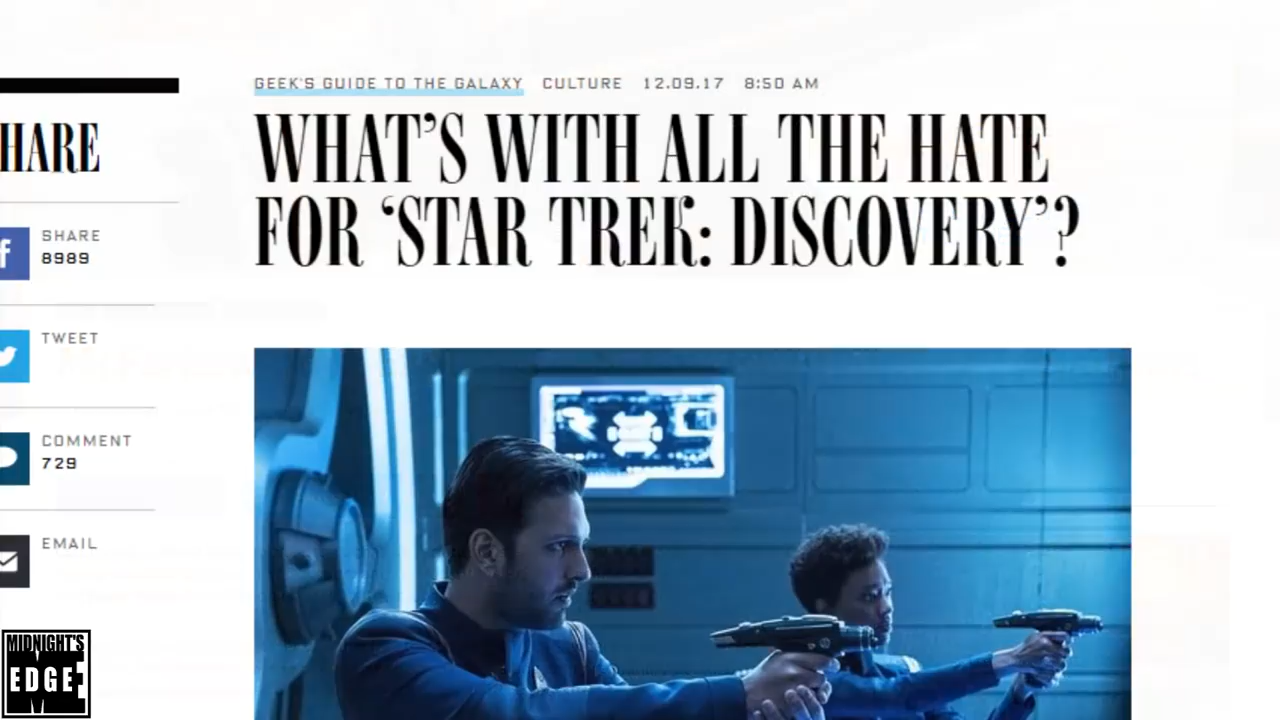 GEEK'S GUIDE TO THE GALAXY CULTURE 12.09.17 8:50 AM
WHAT'S WITH ALL THE HATE
FOR 'STAR TREK: DISCOVERY'?
HARE
SHARE
8989
TWEET
COMMENT
729
EMAIL
MIDNIGHT'S
EDGE